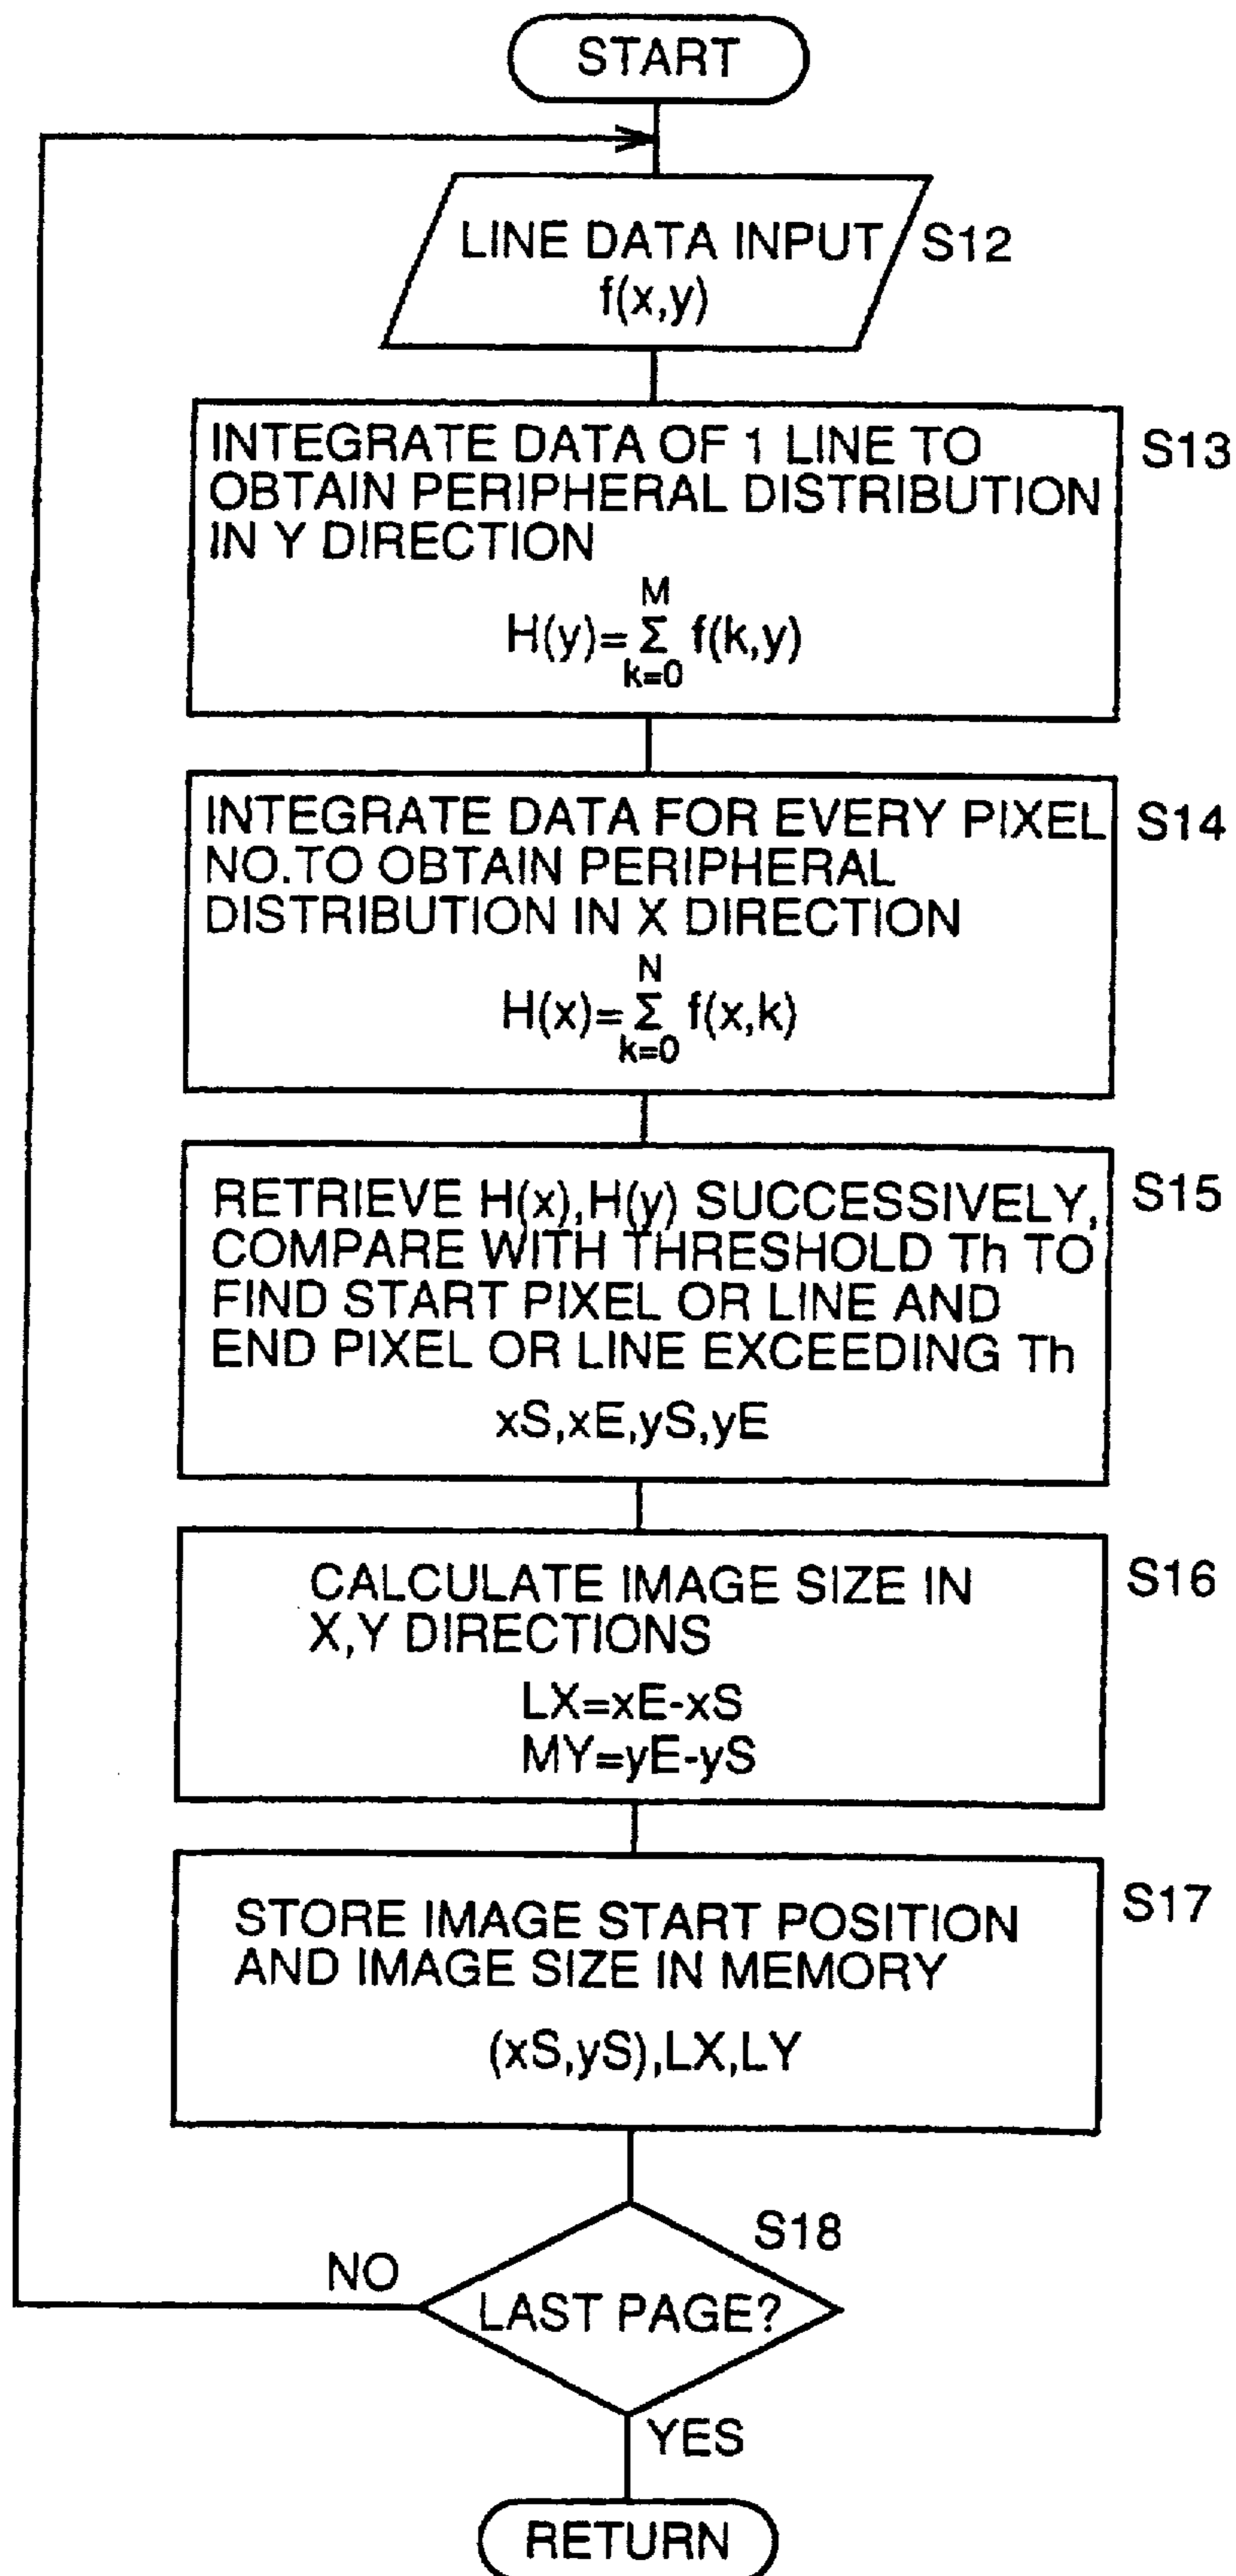 START
LINE DATA INPUT
f(x,y)
S12
INTEGRATE DATA OF 1 LINE TO
OBTAIN PERIPHERAL DISTRIBUTION
IN Y DIRECTION
M
H(y)=Σ f(k,y)
k=0
S13
INTEGRATE DATA FOR EVERY PIXEL
NO.TO OBTAIN PERIPHERAL
DISTRIBUTION IN X DIRECTION
N
H(x)=Σ f(x,k)
k=0
S14
RETRIEVE H(x),H(y) SUCCESSIVELY,
COMPARE WITH THRESHOLD Th TO
FIND START PIXEL OR LINE AND
END PIXEL OR LINE EXCEEDING Th
xS,xE,yS,yE
S15
CALCULATE IMAGE SIZE IN
X,Y DIRECTIONS
LX=xE-xS
MY=yE-yS
S16
STORE IMAGE START POSITION
AND IMAGE SIZE IN MEMORY
(xS,yS),LX,LY
S17
S18
NO
LAST PAGE?
YES
RETURN